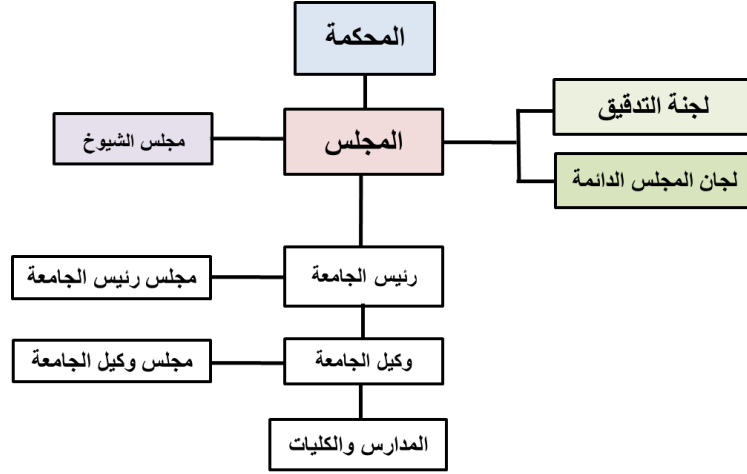 المحكمة
لجنة التدقيق
المجلس
مجلس الشيوخ
لجان المجلس الدائمة
رئيس الجامعة
مجلس رئيس الجامعة
وكيل الجامعة
مجلس وكيل الجامعة
المدارس والكليات